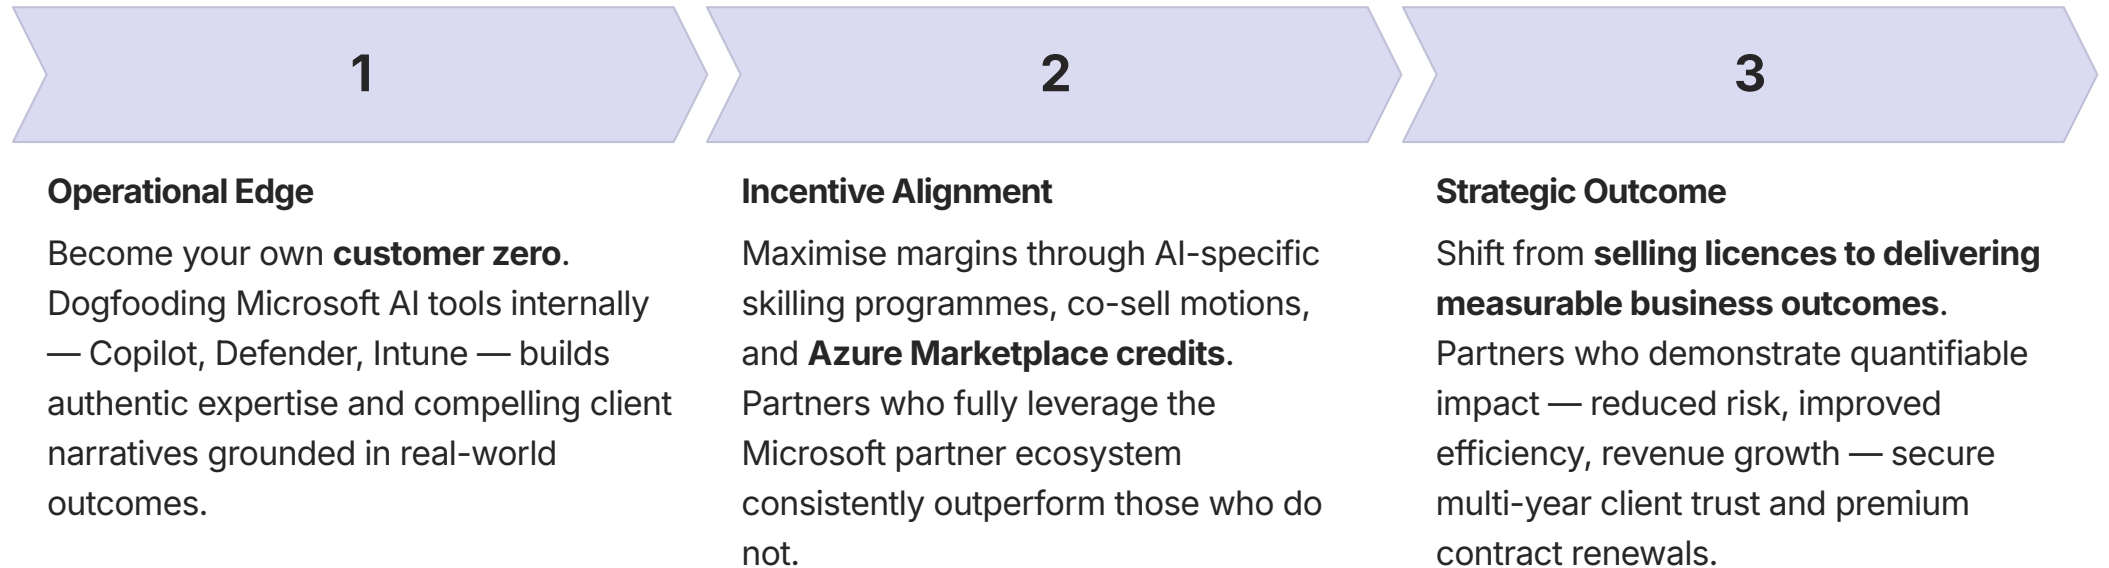 1
Operational Edge
Become your own customer zero.
Dogfooding Microsoft AI tools internally
— Copilot, Defender, Intune — builds
authentic expertise and compelling client
narratives grounded in real-world
outcomes.
2
Incentive Alignment
Maximise margins through AI-specific
skilling programmes, co-sell motions,
and Azure Marketplace credits.
Partners who fully leverage the
Microsoft partner ecosystem
consistently outperform those who do
not.
3
Strategic Outcome
Shift from selling licences to delivering
measurable business outcomes.
Partners who demonstrate quantifiable
impact — reduced risk, improved
efficiency, revenue growth — secure
multi-year client trust and premium
contract renewals.